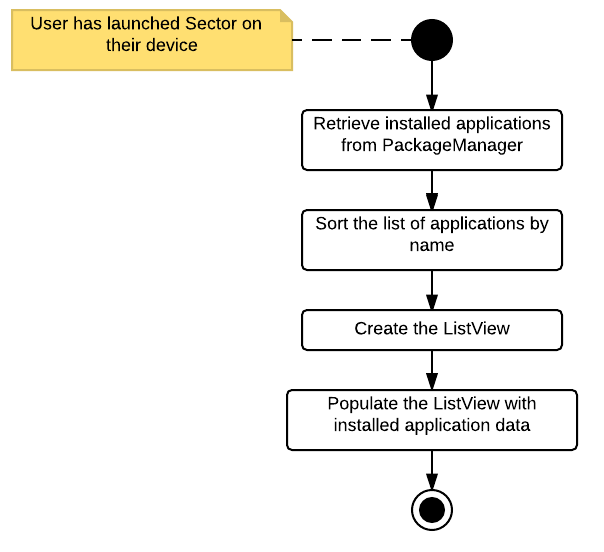 User has launched Sector on
their device
Retrieve installed applications
from PackageManager
Sort the list of applications by
name
Create the ListView
Populate the ListView with
installed application data